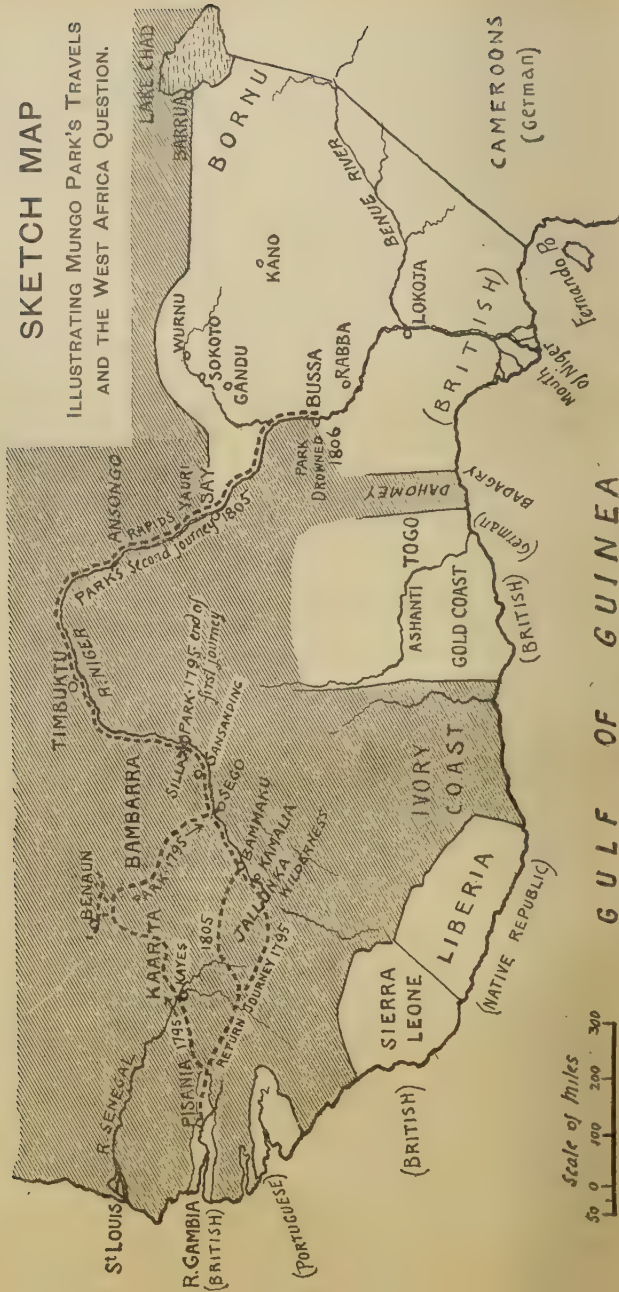 SKETCH MAP
ILLUSTRATING MUNGO PARK'S TRAVELS
AND THE WEST AFRICA QUESTION.
LAKE CHAD
BARRUA
BORNU
WURNU
SOKOTO
GANDU
KANO
BENUE RIVER
CAMEROONS
(German)
LOKOJA
BUSSA
RABBA
PARK
DROWNED
1806
(BRITISH)
Mouth
of Niger
Fernando Po
ANSONGO
RAPIDS
YAURI
SAY
PARK'S Second Journey 1805
TIMBUKTU
R. NIGER
DAHOMEY
BADAGRY
TOGO
(German)
ASHANTI
GOLD COAST
(BRITISH)
SILLA
PARK·1795 end of
first Journey
SANSANDING
SEGO
BAMBARRA
BENAUN
PARK 1795
KAARTA
KAYES
BAMMAKU
KAMALIA
JALLONKA
WILDERNESS
1805
RETURN JOURNEY 1795
1795
PISANIA
R SENEGAL
St LOUIS
R. GAMBIA
(BRITISH)
(PORTUGUESE)
IVORY
COAST
LIBERIA
(NATIVE REPUBLIC)
SIERRA
LEONE
(BRITISH)
GULF OF GUINEA
Scale of Miles
50 0 100 200 300